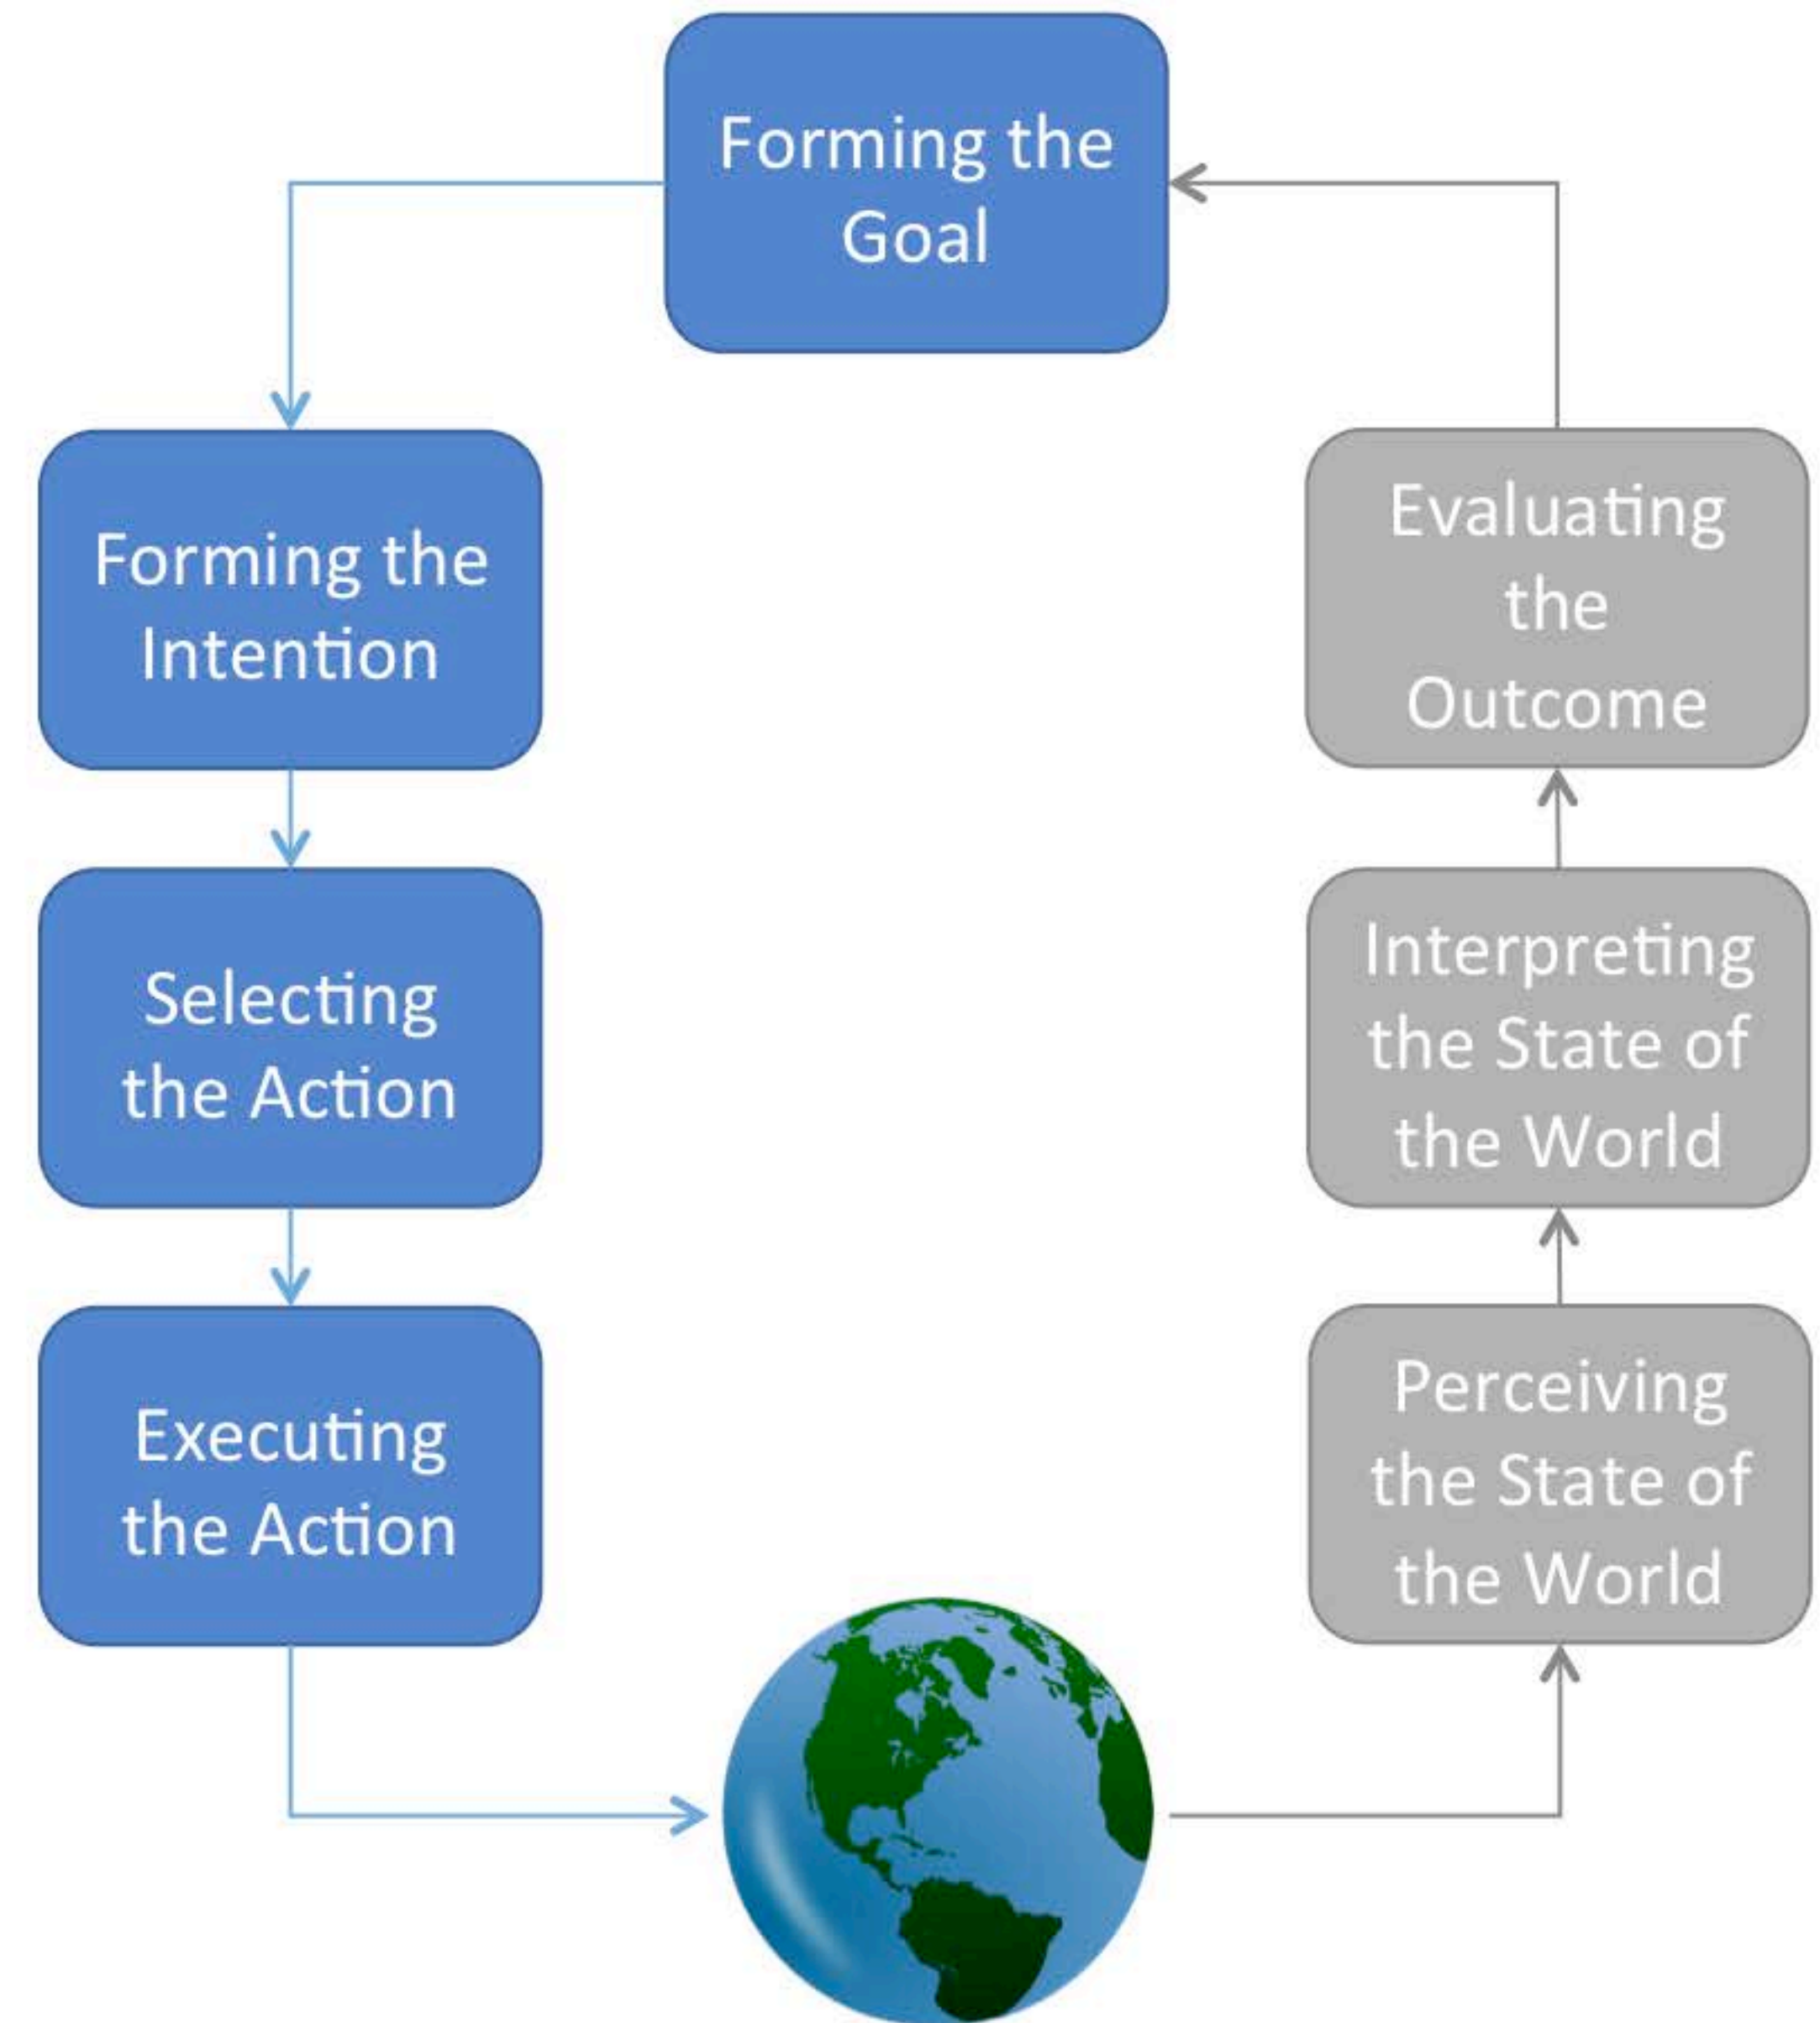 Forming the
Goal
Forming the
Intention
Selecting
the Action
Executing
the Action
Evaluating
the
Outcome
Interpreting
the State of
the World
Perceiving
the State of
the World